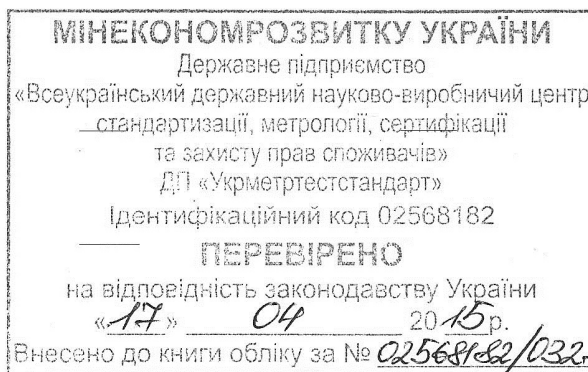 МІНЕКОНОМРОЗВИТКУ УКРАЇНИ
Державне підприємство
«Всеукраїнський державний науково-виробничий центр
стандартизації, метрології, сертифікації
та захисту прав споживачів»
ДП «Укрметртестстандарт»
Ідентифікаційний код 02568182
ПЕРЕВІРЕНО
на відповідність законодавству України
«17» 04 2015р.
Внесено до книги обліку за № 02568182/032